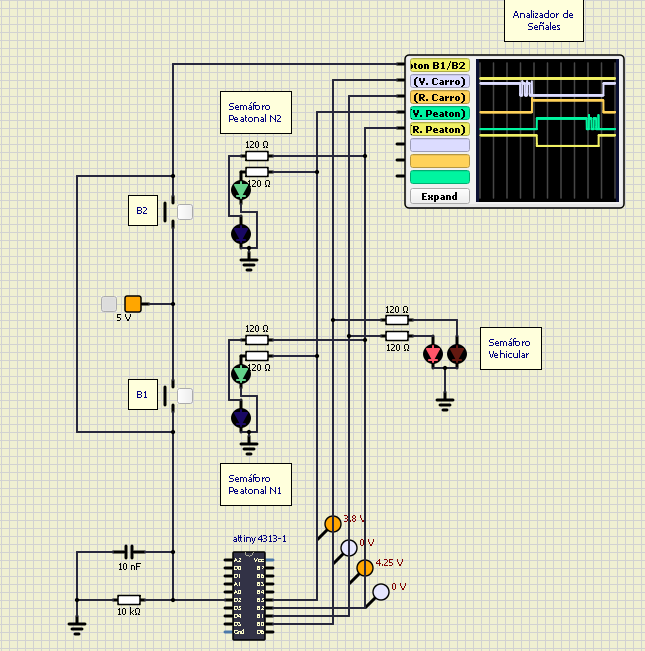 Analizador de
Señales
oton B1/B2
(V. Carro)
(R. Carro)
V. Peaton)
R. Peaton)
Expand
Semáforo
Peatonal N2
120 Ω
120 Ω
B2
5 V
120 Ω
120 Ω
Semáforo
Vehicular
120 Ω
120 Ω
B1
Semáforo
Peatonal N1
3.8 V
0 V
4.25 V
0 V
attiny4313-1
10 nF
10 kΩ
A2
Vcc
D0
B7
D1
B6
A1
B5
A0
B4
D2
B3
D3
B2
D4
B1
D5
B0
Gnd
D6